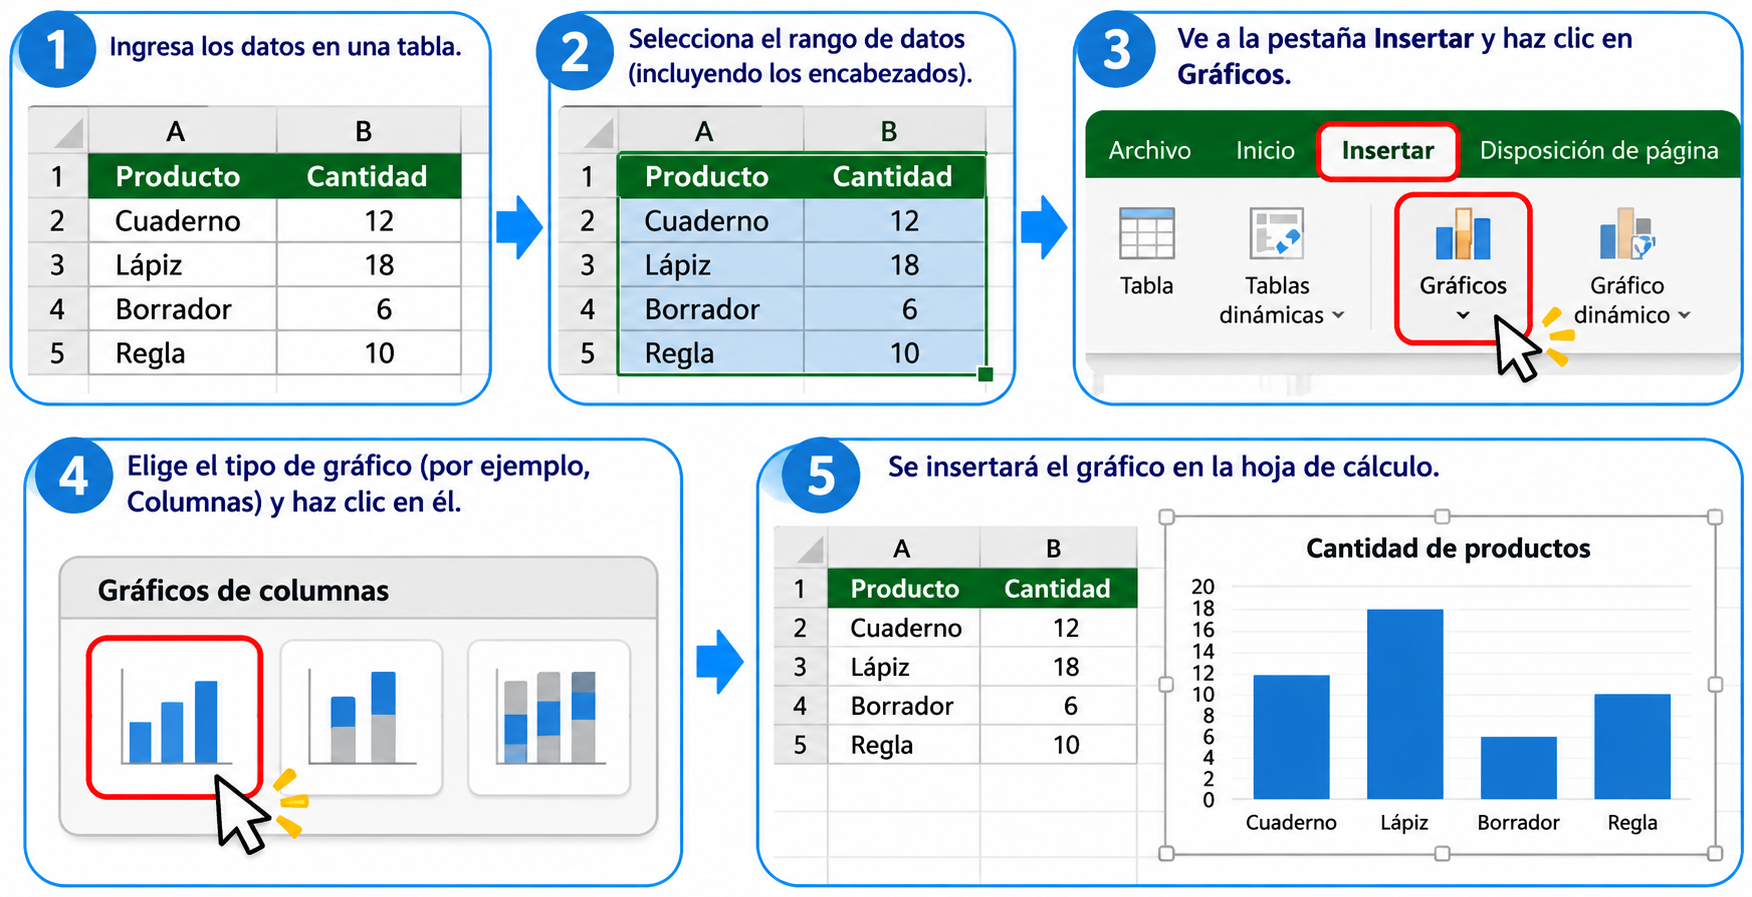 1
Ingresa los datos en una tabla.
A B
1 Producto Cantidad
2 Cuaderno 12
3 Lápiz 18
4 Borrador 6
5 Regla 10
2
Selecciona el rango de datos
(incluyendo los encabezados).
A B
1 Producto Cantidad
2 Cuaderno 12
3 Lápiz 18
4 Borrador 6
5 Regla 10
3
Ve a la pestaña Insertar y haz clic en
Gráficos.
Archivo Inicio Insertar Disposición de página
Tabla
Tablas
dinámicas
Gráficos
Gráfico
dinámico
4
Elige el tipo de gráfico (por ejemplo,
Columnas) y haz clic en él.
Gráficos de columnas
5
Se insertará el gráfico en la hoja de cálculo.
A B
1 Producto Cantidad
2 Cuaderno 12
3 Lápiz 18
4 Borrador 6
5 Regla 10
Cantidad de productos
20
18
16
14
12
10
8
6
4
2
0
Cuaderno Lápiz Borrador Regla